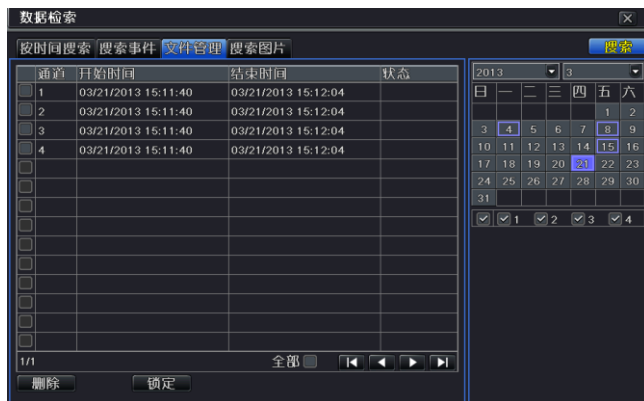 数据检索
按时间搜索 搜索事件 文件管理 搜索图片 搜索
通道 开始时间 结束时间 状态
1 03/21/2013 15:11:40 03/21/2013 15:12:04
2 03/21/2013 15:11:40 03/21/2013 15:12:04
3 03/21/2013 15:11:40 03/21/2013 15:12:04
4 03/21/2013 15:11:40 03/21/2013 15:12:04
1/1 全部
删除 锁定
2013 3
日 一 二 三 四 五 六
1 2
3 4 5 6 7 8 9
10 11 12 13 14 15 16
17 18 19 20 21 22 23
24 25 26 27 28 29 30
31
1 2 3 4